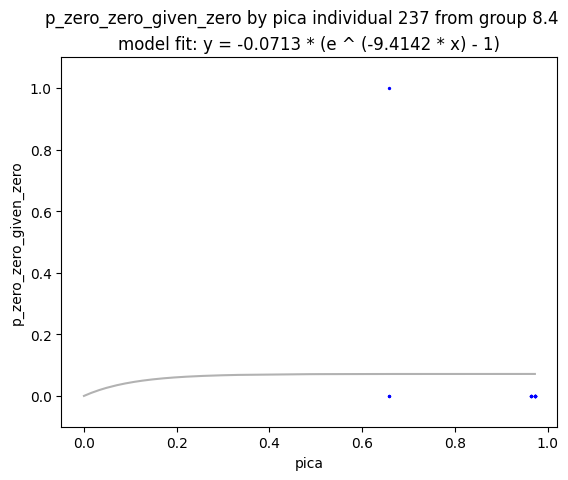 p_zero_zero_given_zero by pica individual 237 from group 8.4
model fit: y = -0.0713 * (e ^ (-9.4142 * x) - 1)
1.0
0.8
0.6
0.4
0.2
0.0
p_zero_zero_given_zero
0.0 0.2 0.4 0.6 0.8 1.0
pica